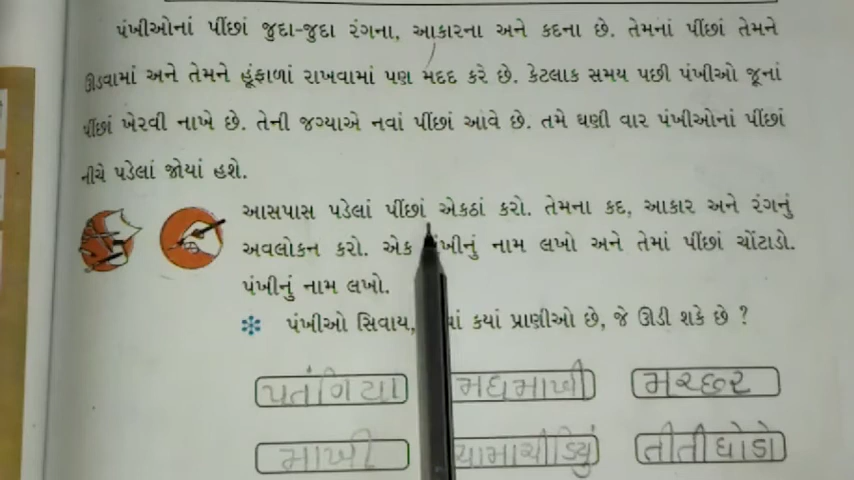 પંખીઓનાં પીંછાં જુદા-જુદા રંગના, આકારના અને કદના છે. તેમનાં પીંછાં તેમને
ઊડવામાં અને તેમને હૂંફાળાં રાખવામાં પણ મદદ કરે છે. કેટલાક સમય પછી પંખીઓ જૂનાં
પીંછાં ખેરવી નાખે છે. તેની જગ્યાએ નવાં પીંછાં આવે છે. તમે ઘણી વાર પંખીઓનાં પીંછાં
નીચે પડેલાં જોયાં હશે.
આસપાસ પડેલાં પીંછાં એકઠાં કરો. તેમના કદ, આકાર અને રંગનું
અવલોકન કરો. એક નામ લખો અને તેમાં પીંછાં ચોંટાડો.
પંખીનું નામ લખો.
પંખીઓ સિવાય, કયાં પ્રાણીઓ છે, જે ઊડી શકે છે ?
પતંગિયા મધમાખી મચ્છર
માખી ચામાચીડિયું તીતીઘોડો